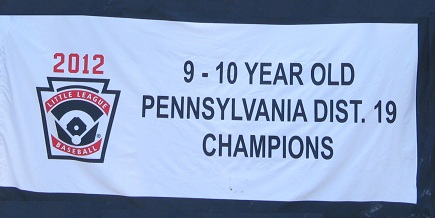 2012
LITTLE LEAGUE
BASEBALL
9 - 10 YEAR OLD
PENNSYLVANIA DIST. 19
CHAMPIONS